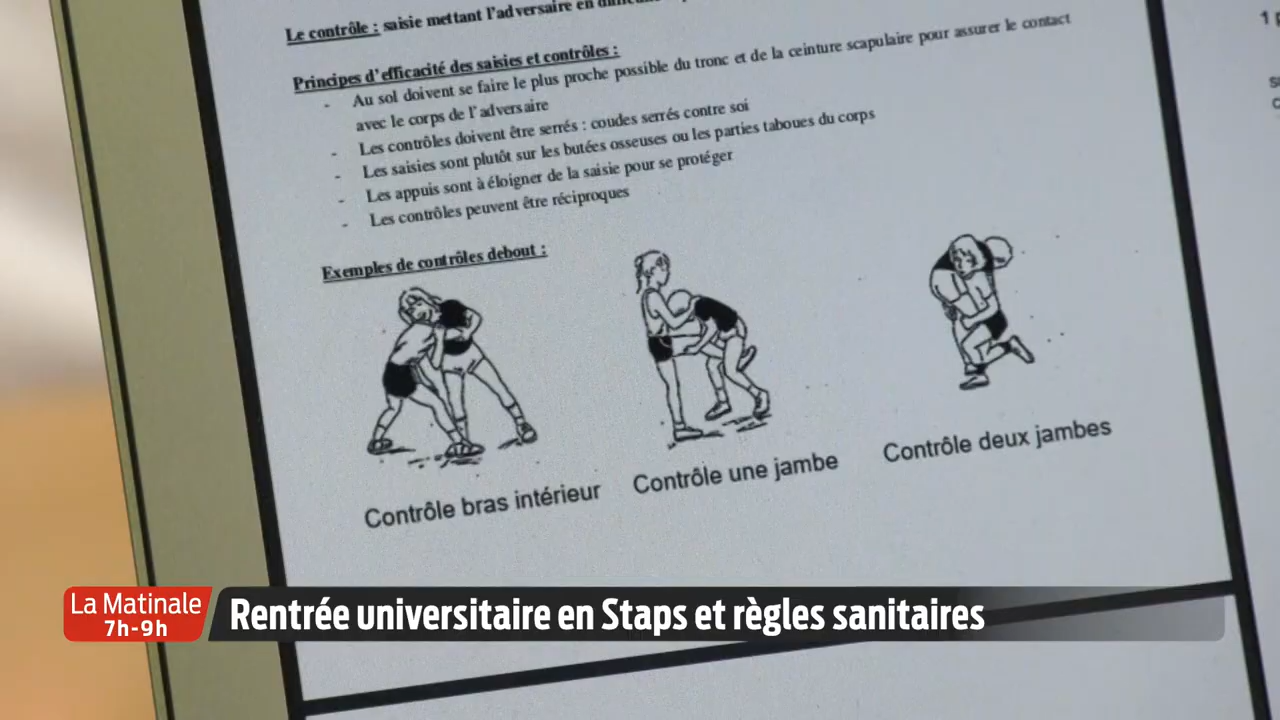 Le contrôle : saisie mettant l'adversaire en
Principes d'efficacité des saisies et contrôles :
- Au sol doivent se faire le plus proche possible du tronc et de la ceinture scapulaire pour assurer le contact
avec le corps de l'adversaire
- Les contrôles doivent être serrés : coudes serrés contre soi
- Les saisies sont plutôt sur les butées osseuses ou les parties taboues du corps
- Les appuis sont à éloigner de la saisie pour se protéger
- Les contrôles peuvent être réciproques
Exemples de contrôles debout :
Contrôle bras intérieur
Contrôle une jambe
Contrôle deux jambes
1
La Matinale
7h-9h
Rentrée universitaire en Staps et règles sanitaires